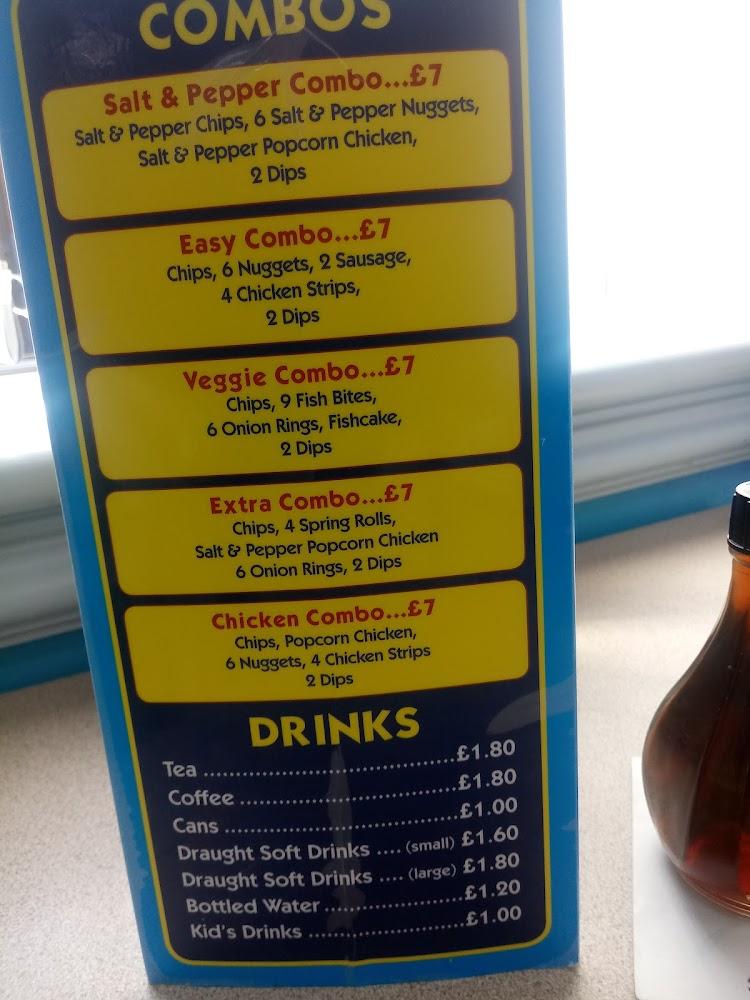 COMBOS
Salt & Pepper Combo...£7
Salt & Pepper Chips, 6 Salt & Pepper Nuggets,
Salt & Pepper Popcorn Chicken,
2 Dips
Easy Combo...£7
Chips, 6 Nuggets, 2 Sausage,
4 Chicken Strips,
2 Dips
Veggie Combo...£7
Chips, 9 Fish Bites,
6 Onion Rings, Fishcake,
2 Dips
Extra Combo...£7
Chips, 4 Spring Rolls,
Salt & Pepper Popcorn Chicken
6 Onion Rings, 2 Dips
Chicken Combo...£7
Chips, Popcorn Chicken,
6 Nuggets, 4 Chicken Strips
2 Dips
DRINKS
Tea ......................................£1.80
Coffee .................................£1.80
Cans ...................................£1.00
Draught Soft Drinks .... (small) £1.60
Draught Soft Drinks .... (large) £1.80
Bottled Water .....................£1.20
Kid's Drinks ........................£1.00